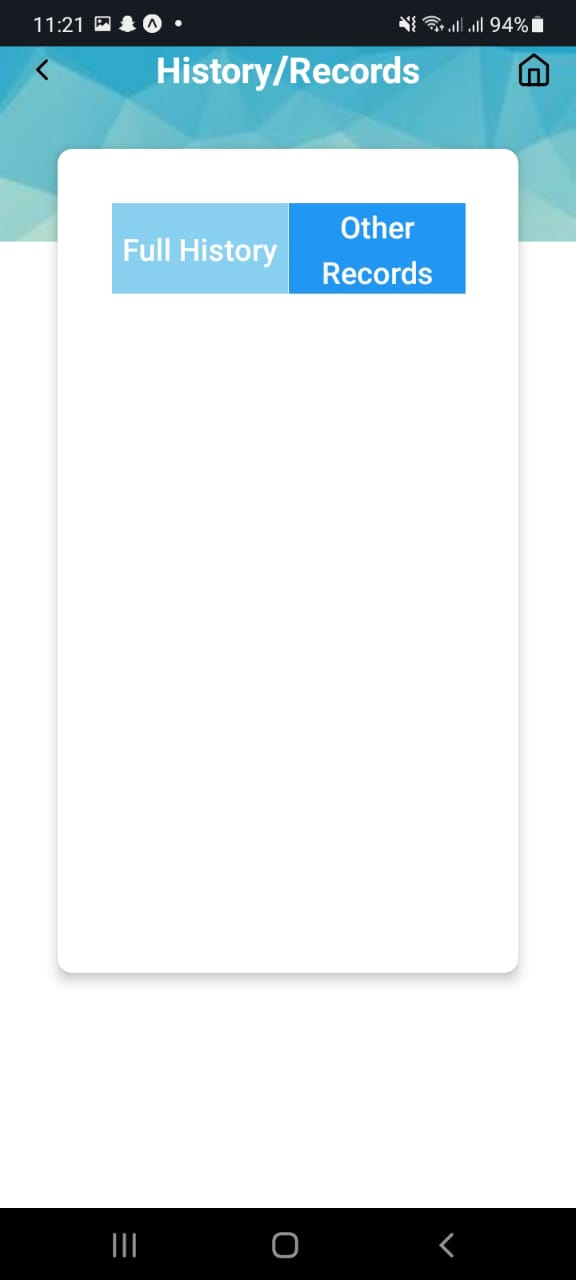 11:21
94%
History/Records
Full History
Other
Records